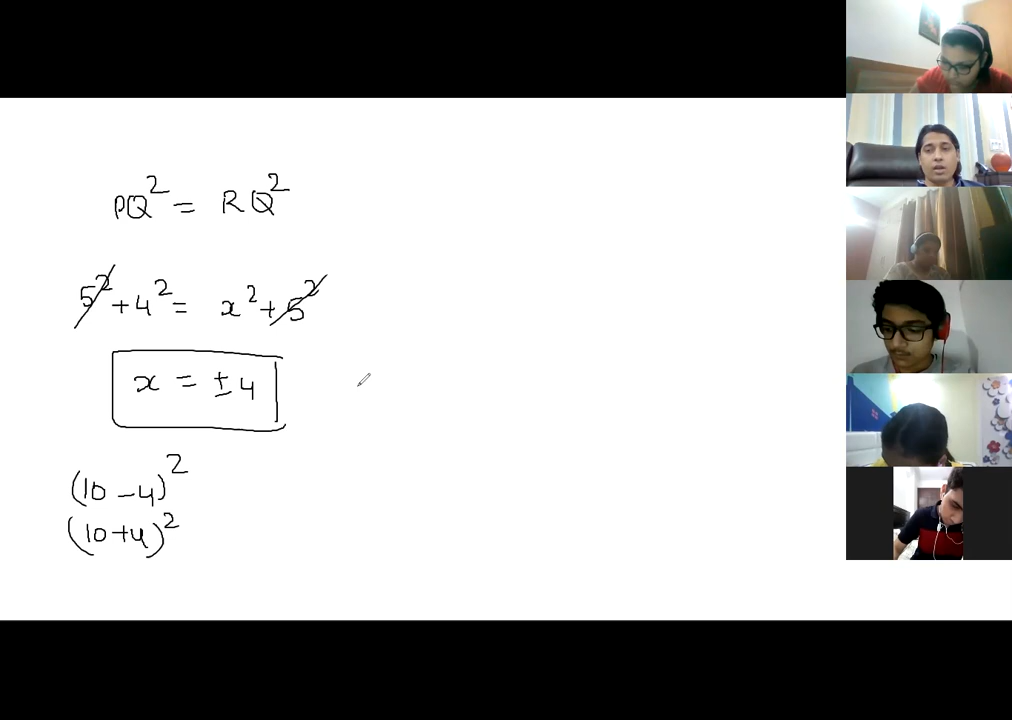 PQ² = RQ²
5² + 4² = x² + 5²
x = ±4
(10 - 4)²
(10 + 4)²